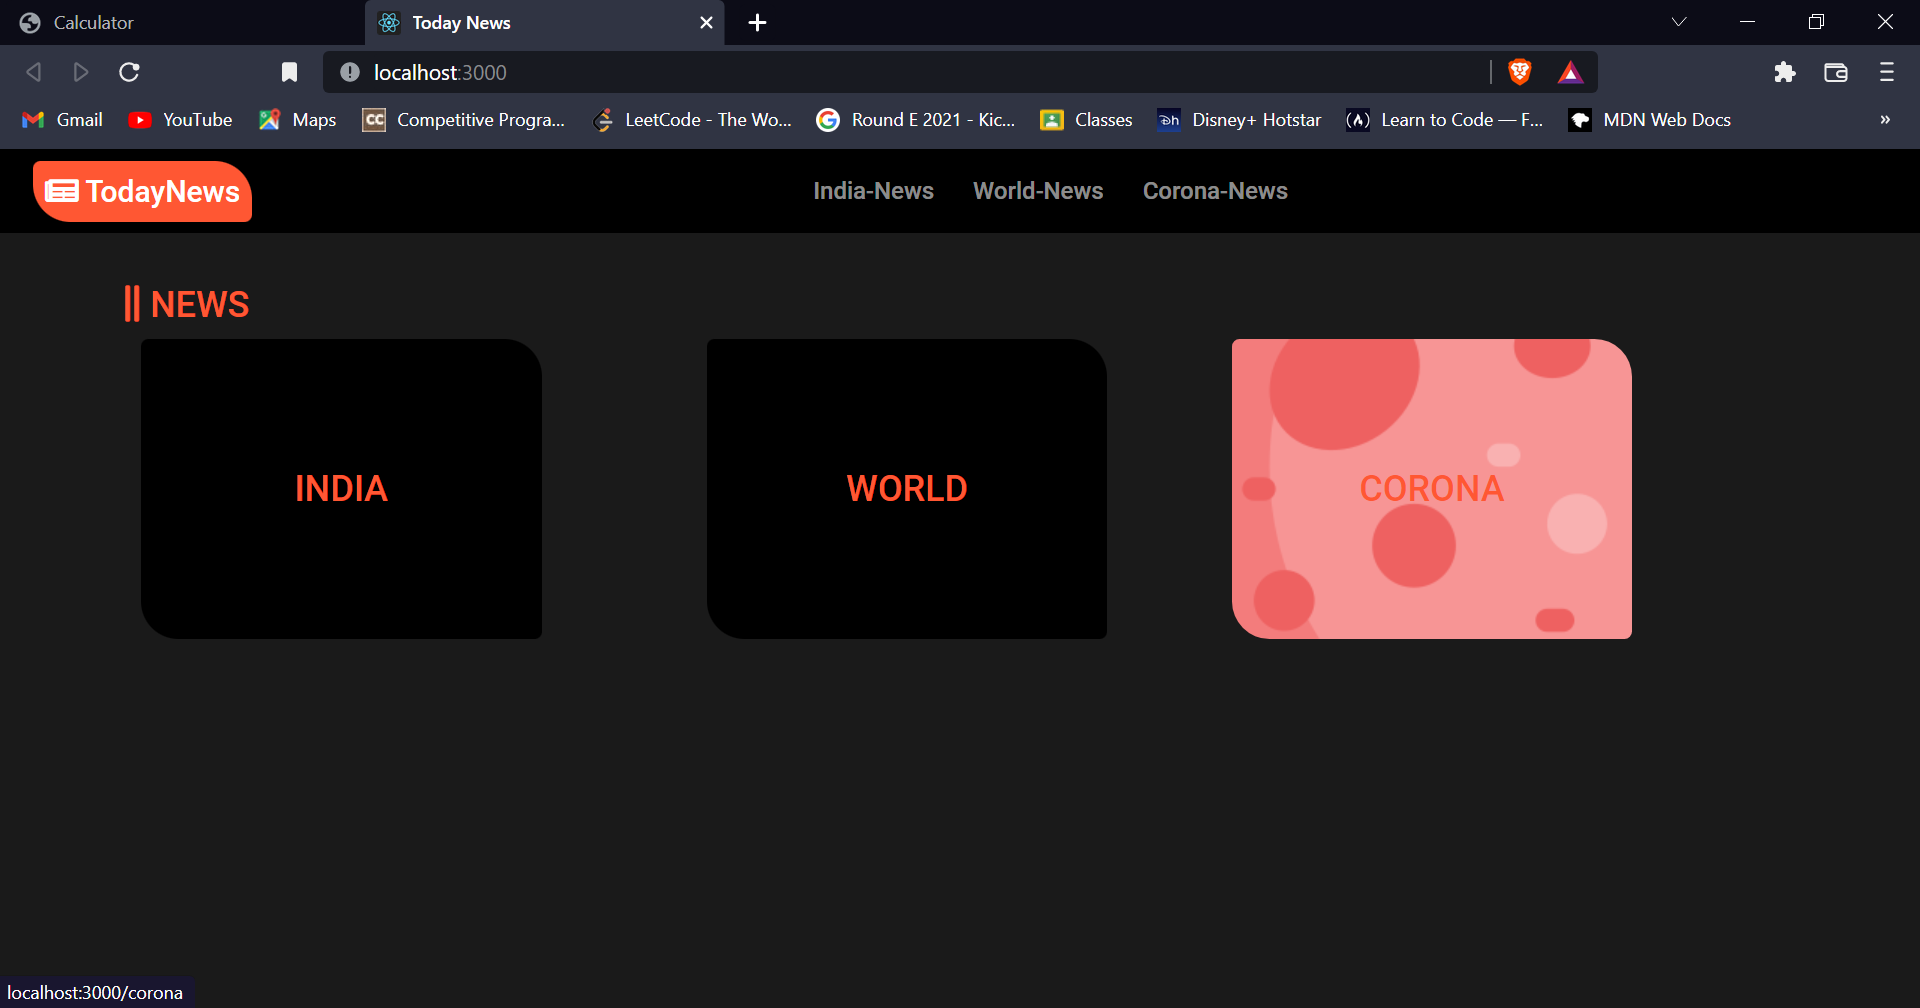 Calculator
Today News
localhost:3000
Gmail YouTube Maps CC Competitive Progra... LeetCode - The Wo... Round E 2021 - Kic... Classes Disney+ Hotstar Learn to Code — F... MDN Web Docs »
TodayNews
India-News World-News Corona-News
|| NEWS
INDIA
WORLD
CORONA
localhost:3000/corona